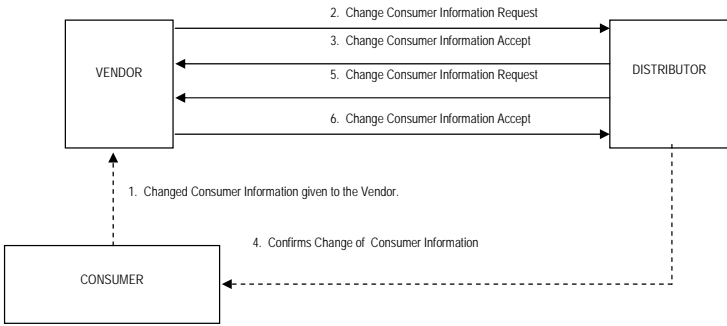 2. Change Consumer Information Request
3. Change Consumer Information Accept
VENDOR
DISTRIBUTOR
5. Change Consumer Information Request
6. Change Consumer Information Accept
1. Changed Consumer Information given to the Vendor.
4. Confirms Change of Consumer Information
CONSUMER